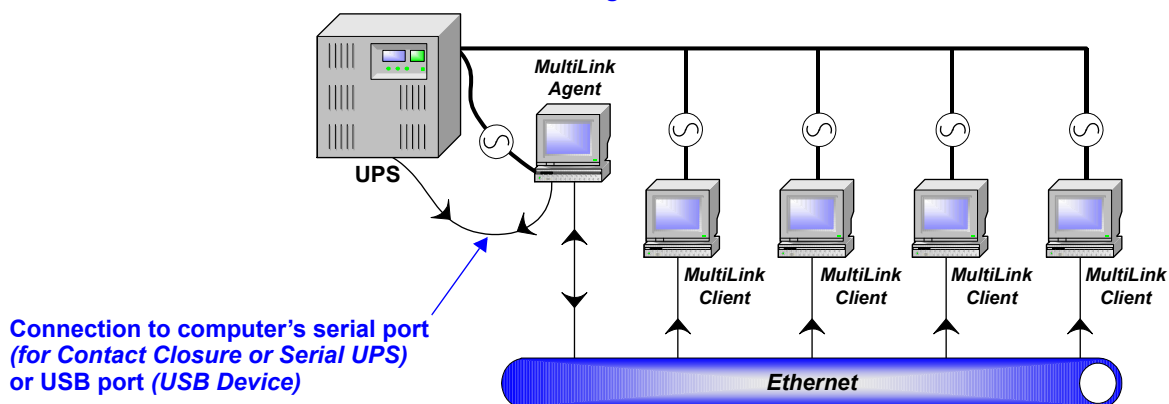 MultiLink
Agent
UPS
MultiLink
Client
MultiLink
Client
MultiLink
Client
MultiLink
Client
Connection to computer’s serial port
(for Contact Closure or Serial UPS)
or USB port (USB Device)
Ethernet